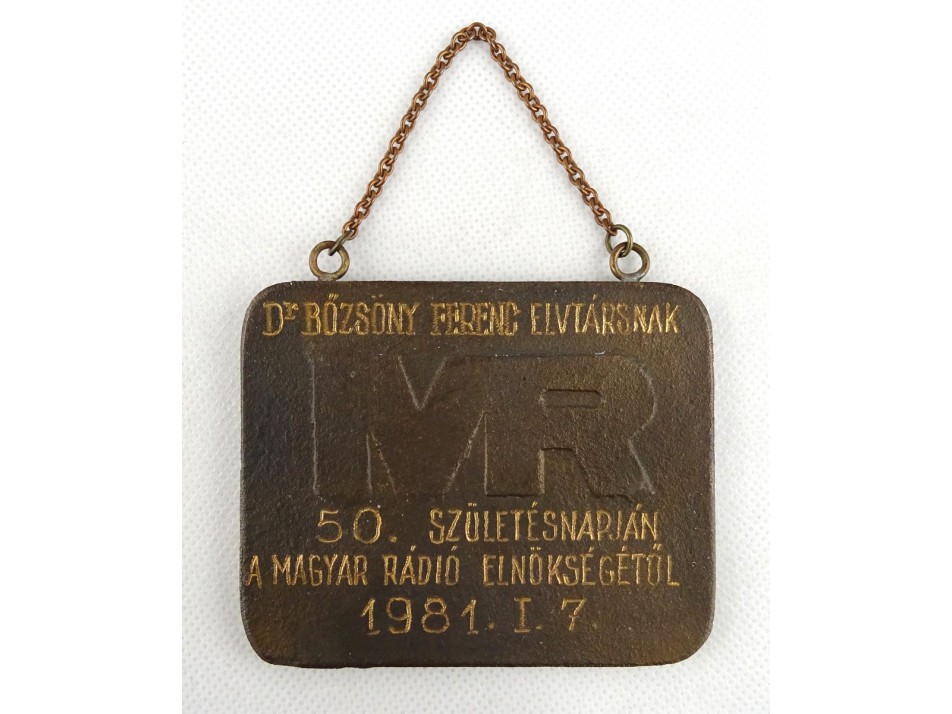 Dr BŐZSÖNY FERENC ELVTÁRSNAK
MR
50. SZÜLETÉSNAPJÁN
A MAGYAR RÁDIÓ ELNÖKSÉGÉTŐL
1981. I. 7.